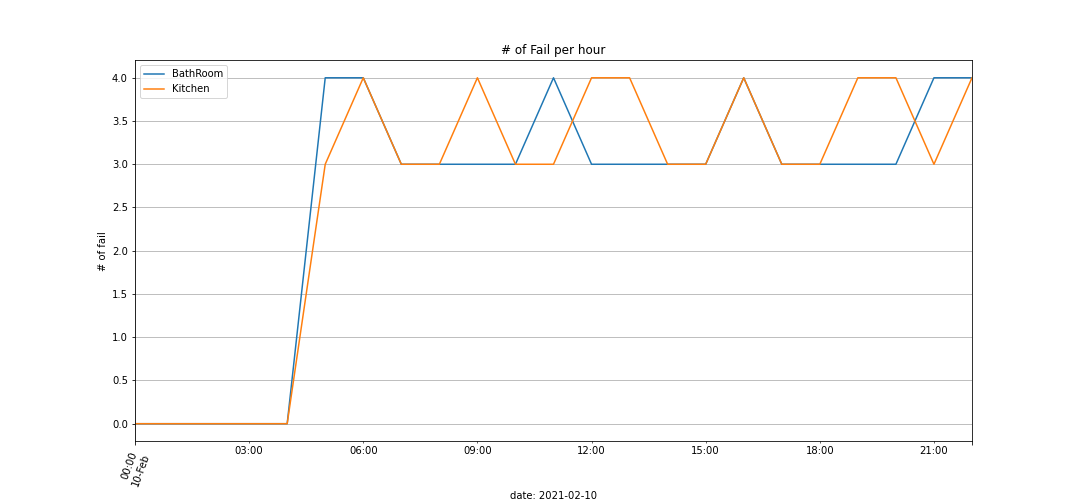 # of Fail per hour
BathRoom
Kitchen
# of fail
4.0
3.5
3.0
2.5
2.0
1.5
1.0
0.5
0.0
00:00
10-Feb
03:00
06:00
09:00
12:00
15:00
18:00
21:00
date: 2021-02-10